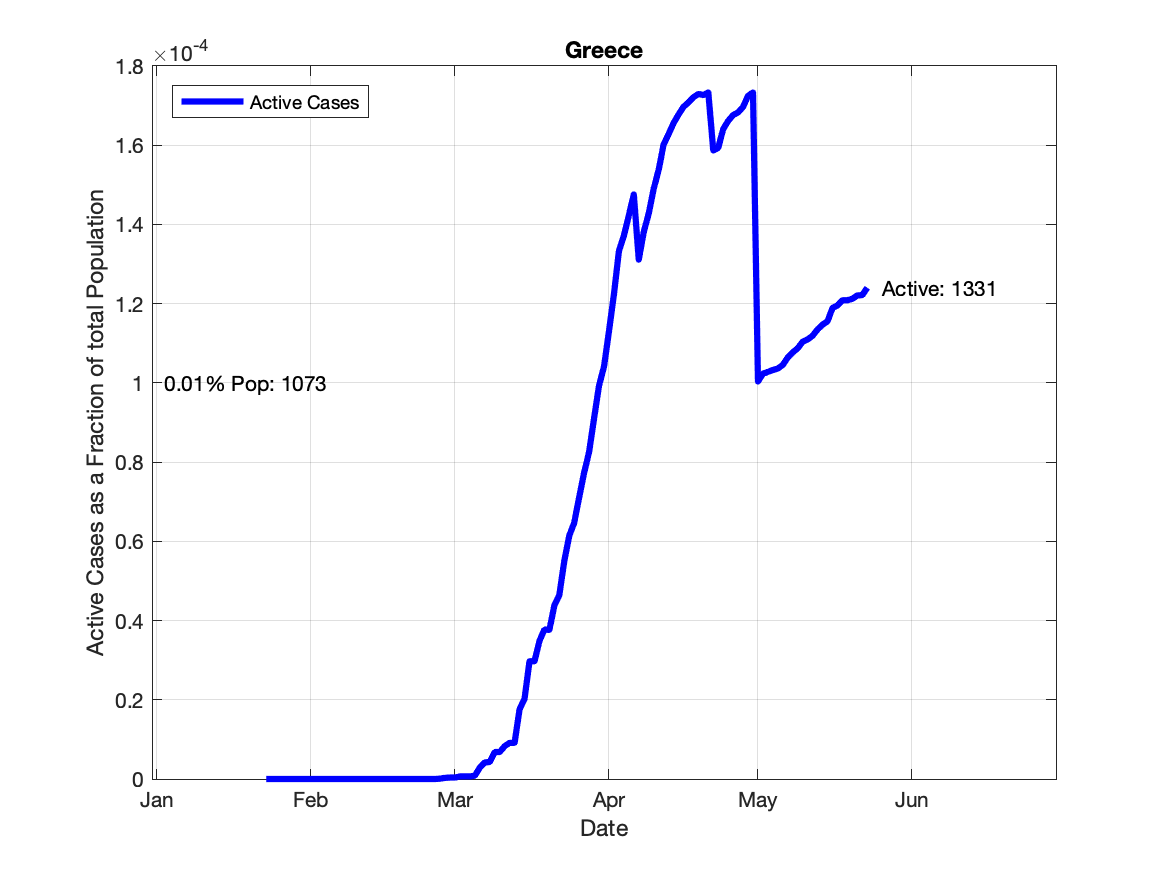 Greece
×10-4
1.8
1.6
1.4
1.2
1
0.8
0.6
0.4
0.2
0
Active Cases
Active: 1331
0.01% Pop: 1073
Active Cases as a Fraction of total Population
Jan Feb Mar Apr May Jun
Date